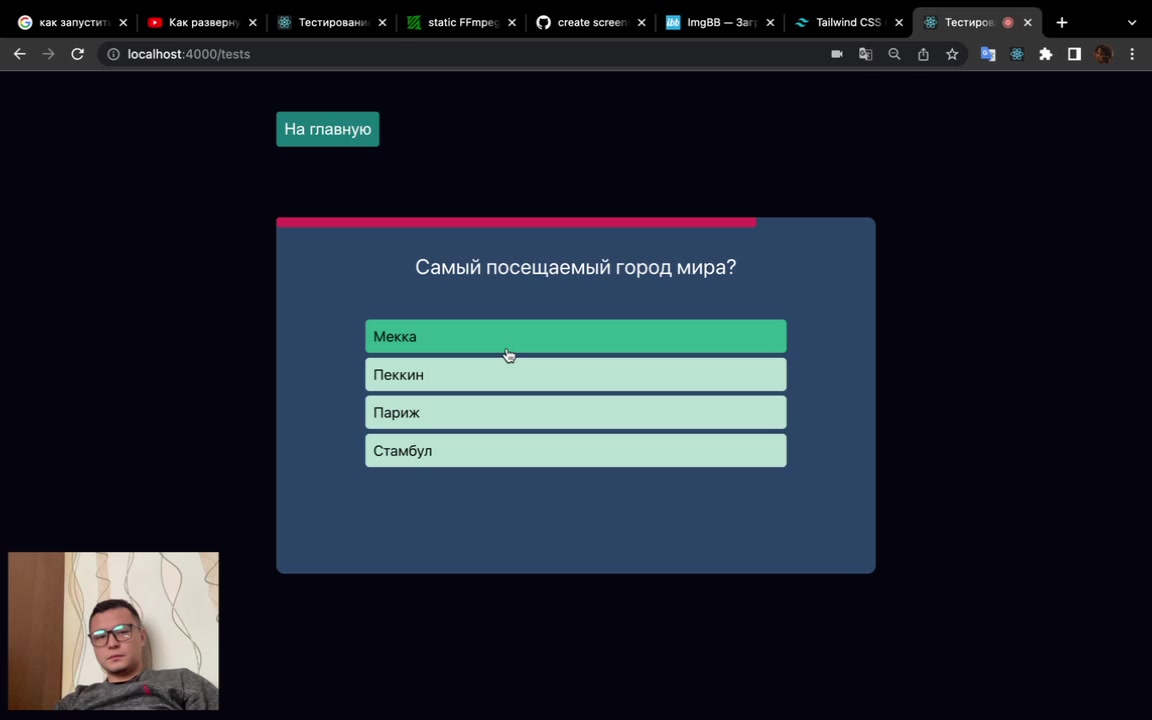 как запустить
Как разверну
Тестировани
static FFmpeg
create screen
ImgBB — Загр
Tailwind CSS
Тестиров
localhost:4000/tests
На главную
Самый посещаемый город мира?
Мекка
Пеккин
Париж
Стамбул